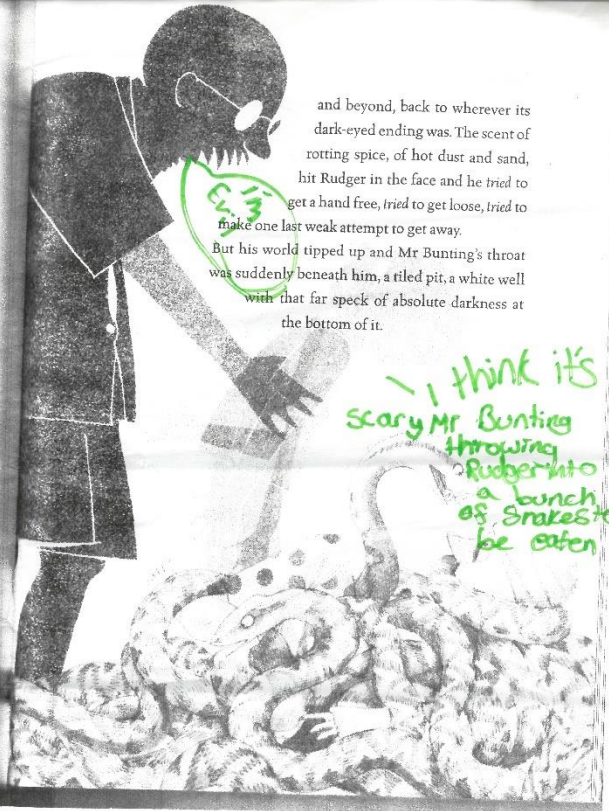 and beyond, back to wherever its
dark-eyed ending was. The scent of
rotting spice, of hot dust and sand,
hit Rudger in the face and he tried to
get a hand free, tried to get loose, tried to
make one last weak attempt to get away.
But his world tipped up and Mr Bunting's throat
was suddenly beneath him, a tiled pit, a white well
with that far speck of absolute darkness at
the bottom of it.
Evil
I think it's
scary Mr Bunting
throwing
Rudger into
a bunch
of snakes to
be eaten